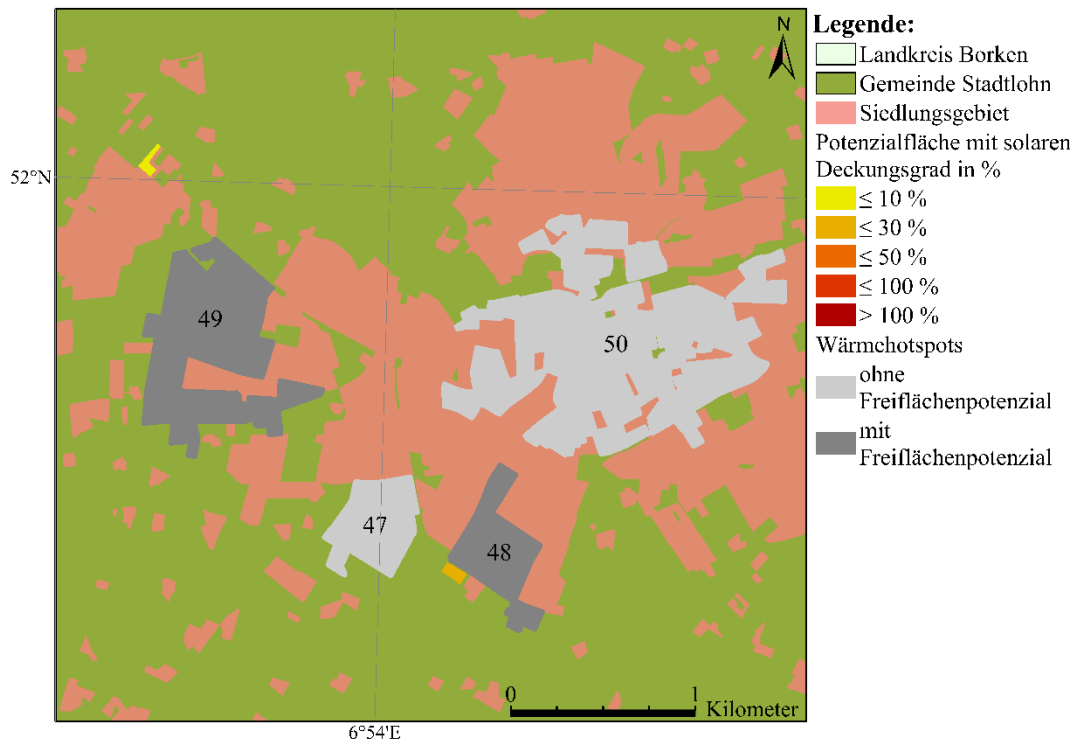 N
52°N
49
50
47
48
0
1
Kilometer
6°54'E
Legende:
Landkreis Borken
Gemeinde Stadtlohn
Siedlungsgebiet
Potenzialfläche mit solaren
Deckungsgrad in %
≤ 10 %
≤ 30 %
≤ 50 %
≤ 100 %
> 100 %
Wärmehotspots
ohne
Freiflächenpotenzial
mit
Freiflächenpotenzial